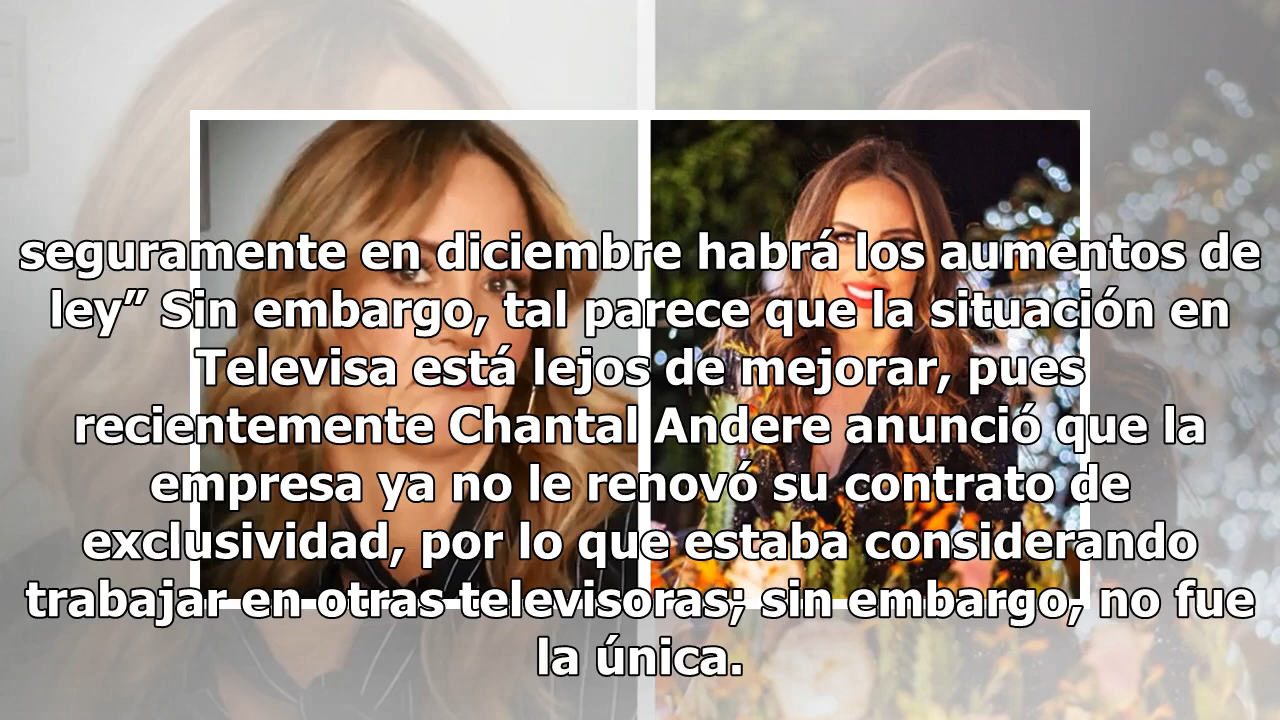 seguramente en diciembre habrá los aumentos de
ley” Sin embargo, tal parece que la situación en
Televisa está lejos de mejorar, pues
recientemente Chantal Andere anunció que la
empresa ya no le renovó su contrato de
exclusividad, por lo que estaba considerando
trabajar en otras televisoras; sin embargo, no fue
la única.